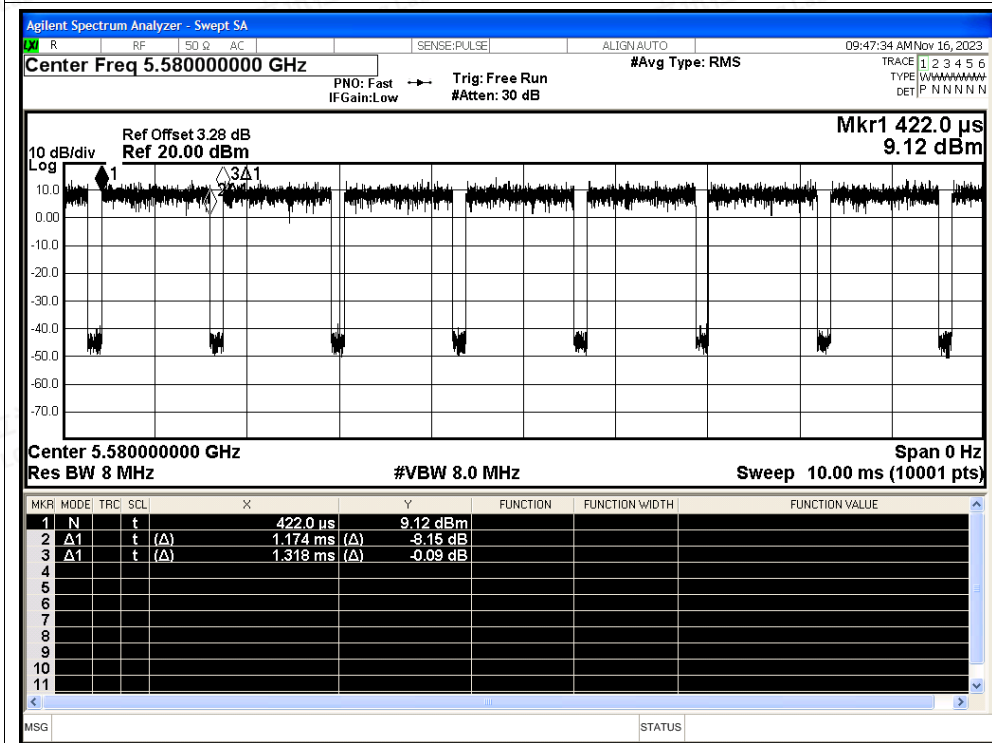 Agilent Spectrum Analyzer - Swept SA
LXI R RF 50 Ω AC SENSE:PULSE ALIGN AUTO 09:47:34 AM Nov 16, 2023
Center Freq 5.580000000 GHz #Avg Type: RMS TRACE 1 2 3 4 5 6
PNO: Fast Trig: Free Run TYPE WWWWWW
IFGain:Low #Atten: 30 dB DET P N N N N N
Mkr1 422.0 µs
Ref Offset 3.28 dB
10 dB/div Ref 20.00 dBm 9.12 dBm
Log
1 3Δ1
10.0
0.00
-10.0
-20.0
-30.0
-40.0
-50.0
-60.0
-70.0
Center 5.580000000 GHz Span 0 Hz
Res BW 8 MHz #VBW 8.0 MHz Sweep 10.00 ms (10001 pts)
MKR MODE TRC SCL X Y FUNCTION FUNCTION WIDTH FUNCTION VALUE
1 N t 422.0 µs 9.12 dBm
2 Δ1 t (Δ) 1.174 ms (Δ) -8.15 dB
3 Δ1 t (Δ) 1.318 ms (Δ) -0.09 dB
4
5
6
7
8
9
10
11
MSG STATUS